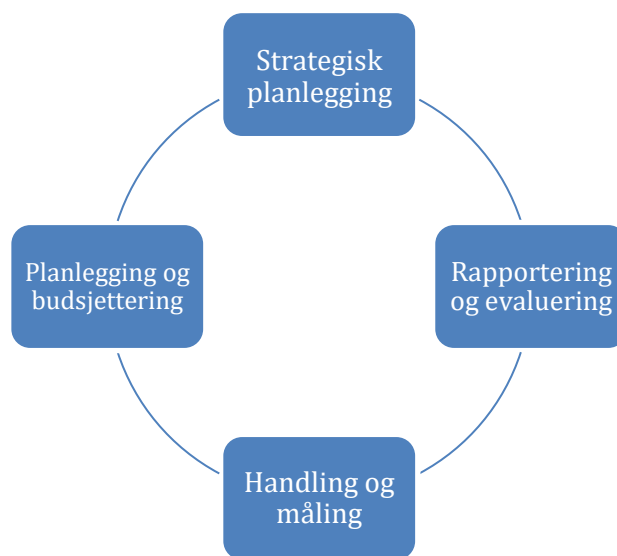 Strategisk
planlegging
Planlegging og
budsjettering
Rapportering
og evaluering
Handling og
måling